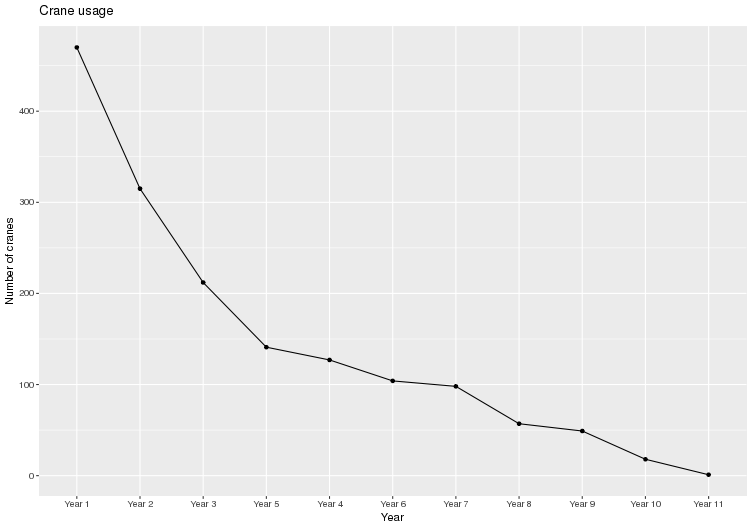 Crane usage
Number of cranes
400
300
200
100
0
Year 1 Year 2 Year 3 Year 5 Year 4 Year 6 Year 7 Year 8 Year 9 Year 10 Year 11
Year